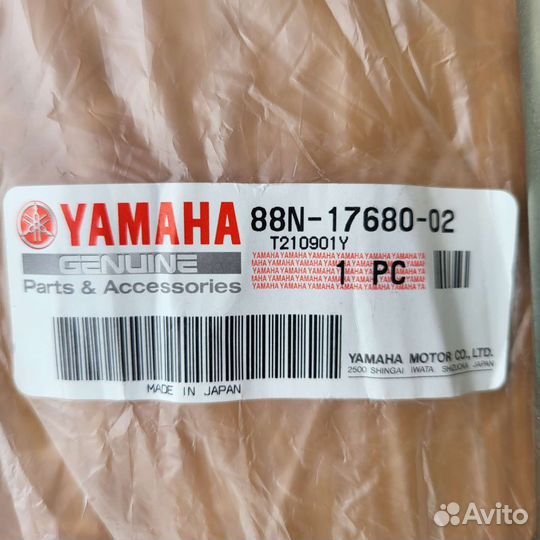 YAMAHA
88N-17680-02
T210901Y
GENUINE
Parts & Accessories
YAMAHA YAMAHA YAMAHA YAMAHA YAMAHA
1 PC
YAMAHA MOTOR CO., LTD.
2500 SHINGAI IWATA SHIZUOKA JAPAN
MADE IN JAPAN
Avito